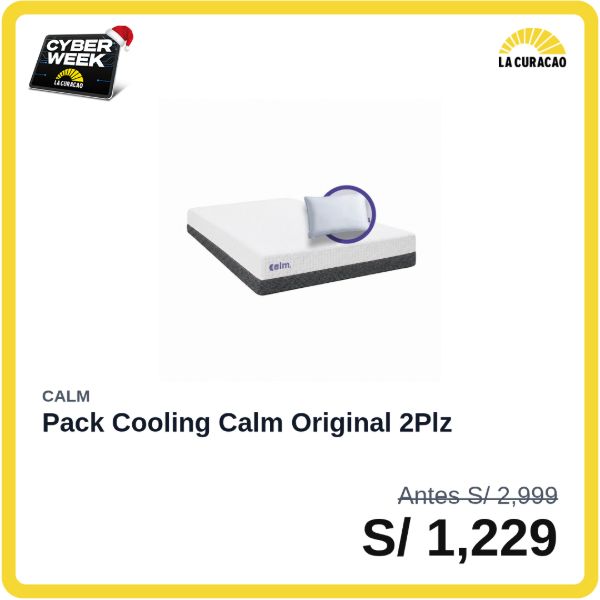 CYBER
WEEK
LA CURACAO
LA CURACAO
Calm.
CALM
Pack Cooling Calm Original 2Plz
Antes S/ 2,999
S/ 1,229